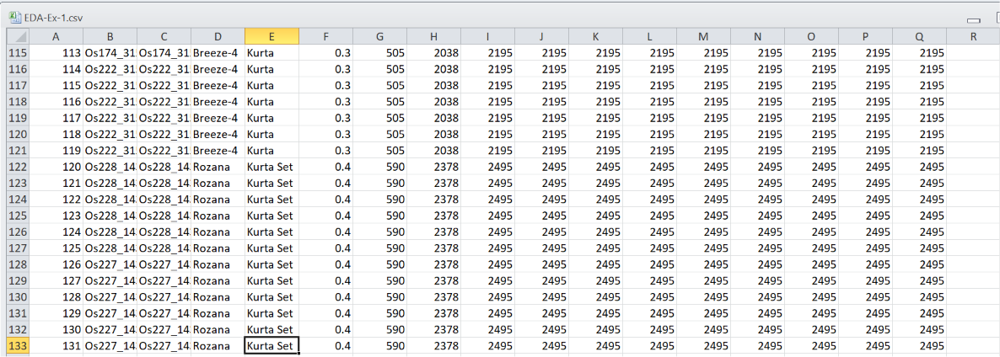 EDA-Ex-1.csv
A B C D E F G H I J K L M N O P Q R
115 113 Os174_31 Os174_31 Breeze-4 Kurta 0.3 505 2038 2195 2195 2195 2195 2195 2195 2195 2195 2195
116 114 Os222_31 Os222_31 Breeze-4 Kurta 0.3 505 2038 2195 2195 2195 2195 2195 2195 2195 2195 2195
117 115 Os222_31 Os222_31 Breeze-4 Kurta 0.3 505 2038 2195 2195 2195 2195 2195 2195 2195 2195 2195
118 116 Os222_31 Os222_31 Breeze-4 Kurta 0.3 505 2038 2195 2195 2195 2195 2195 2195 2195 2195 2195
119 117 Os222_31 Os222_31 Breeze-4 Kurta 0.3 505 2038 2195 2195 2195 2195 2195 2195 2195 2195 2195
120 118 Os222_31 Os222_31 Breeze-4 Kurta 0.3 505 2038 2195 2195 2195 2195 2195 2195 2195 2195 2195
121 119 Os222_31 Os222_31 Breeze-4 Kurta 0.3 505 2038 2195 2195 2195 2195 2195 2195 2195 2195 2195
122 120 Os228_14 Os228_14 Rozana Kurta Set 0.4 590 2378 2495 2495 2495 2495 2495 2495 2495 2495 2495
123 121 Os228_14 Os228_14 Rozana Kurta Set 0.4 590 2378 2495 2495 2495 2495 2495 2495 2495 2495 2495
124 122 Os228_14 Os228_14 Rozana Kurta Set 0.4 590 2378 2495 2495 2495 2495 2495 2495 2495 2495 2495
125 123 Os228_14 Os228_14 Rozana Kurta Set 0.4 590 2378 2495 2495 2495 2495 2495 2495 2495 2495 2495
126 124 Os228_14 Os228_14 Rozana Kurta Set 0.4 590 2378 2495 2495 2495 2495 2495 2495 2495 2495 2495
127 125 Os228_14 Os228_14 Rozana Kurta Set 0.4 590 2378 2495 2495 2495 2495 2495 2495 2495 2495 2495
128 126 Os227_14 Os227_14 Rozana Kurta Set 0.4 590 2378 2495 2495 2495 2495 2495 2495 2495 2495 2495
129 127 Os227_14 Os227_14 Rozana Kurta Set 0.4 590 2378 2495 2495 2495 2495 2495 2495 2495 2495 2495
130 128 Os227_14 Os227_14 Rozana Kurta Set 0.4 590 2378 2495 2495 2495 2495 2495 2495 2495 2495 2495
131 129 Os227_14 Os227_14 Rozana Kurta Set 0.4 590 2378 2495 2495 2495 2495 2495 2495 2495 2495 2495
132 130 Os227_14 Os227_14 Rozana Kurta Set 0.4 590 2378 2495 2495 2495 2495 2495 2495 2495 2495 2495
133 131 Os227_14 Os227_14 Rozana Kurta Set 0.4 590 2378 2495 2495 2495 2495 2495 2495 2495 2495 2495